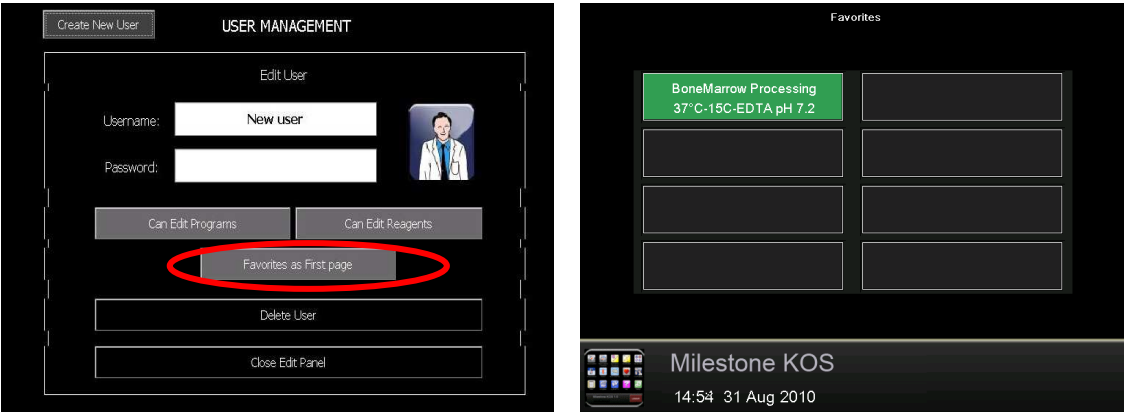 Create New User
USER MANAGEMENT
Edit User
Username:
New user
Password:
Can Edit Programs
Can Edit Reagents
Favorites as First page
Delete User
Close Edit Panel
Favorites
BoneMarrow Processing
37°C-15C-EDTA pH 7.2
Milestone KOS
14:54 31 Aug 2010